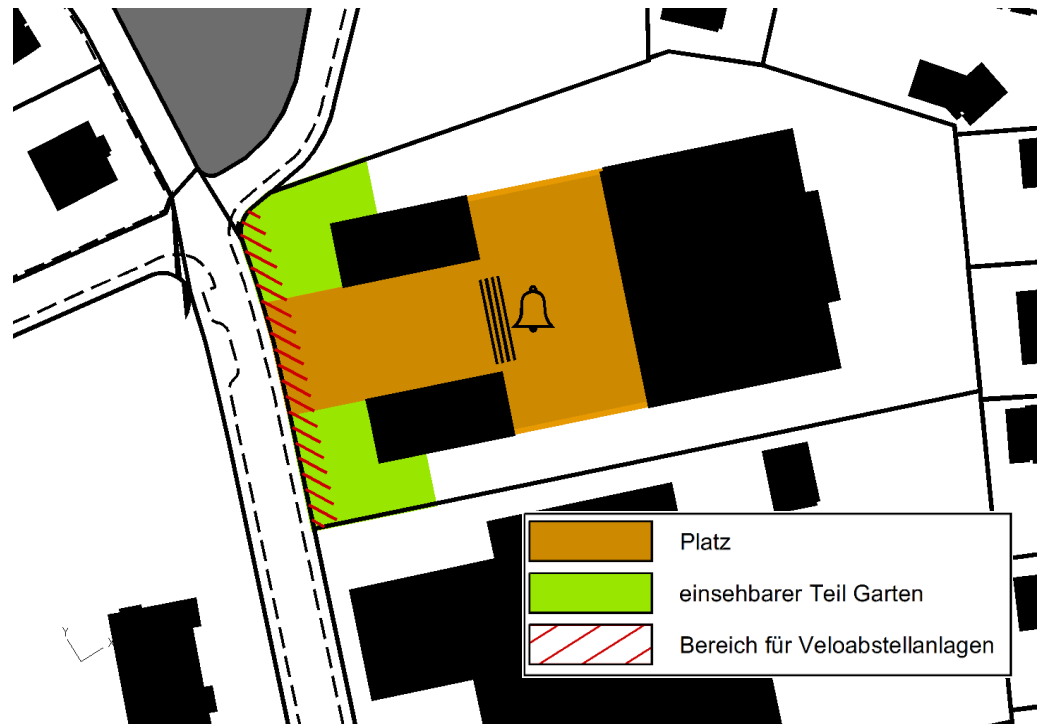 Platz
einsehbarer Teil Garten
Bereich für Veloabstellanlagen
Y
X